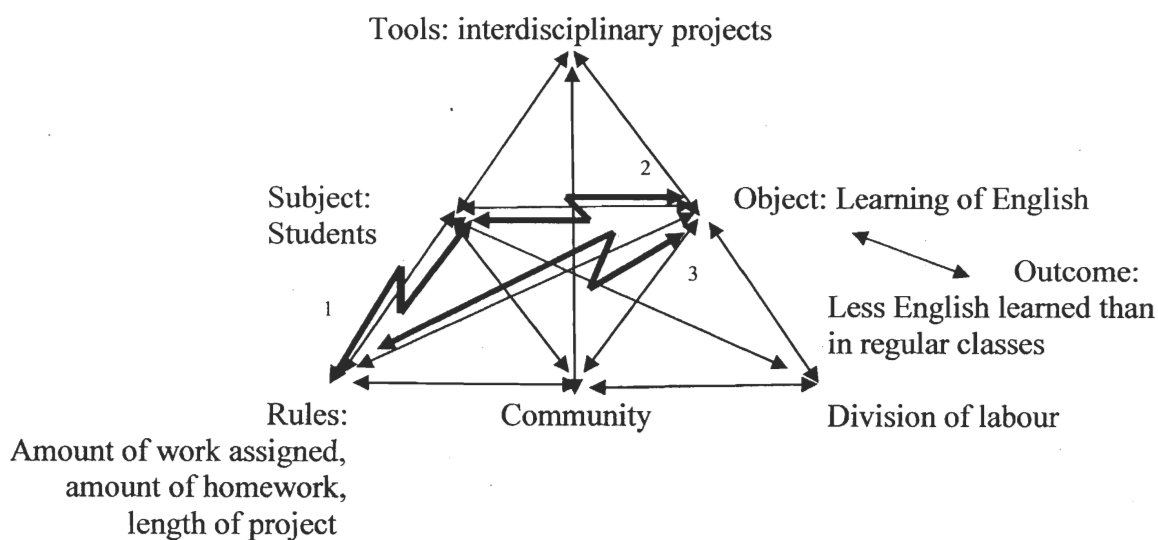 Tools: interdisciplinary projects
2
Subject:
Students
Object: Learning of English
3
Outcome:
Less English learned than
in regular classes
1
Rules:
Amount of work assigned,
amount of homework,
length of project
Community
Division of labour